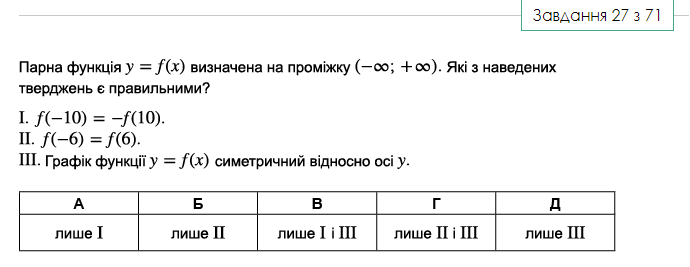 Завдання 27 з 71
Парна функція y = f(x) визначена на проміжку (−∞; +∞). Які з наведених
тверджень є правильними?
I. f(−10) = −f(10).
II. f(−6) = f(6).
III. Графік функції y = f(x) симетричний відносно осі y.
А Б В Г Д
лише I лише II лише I і III лише II і III лише III